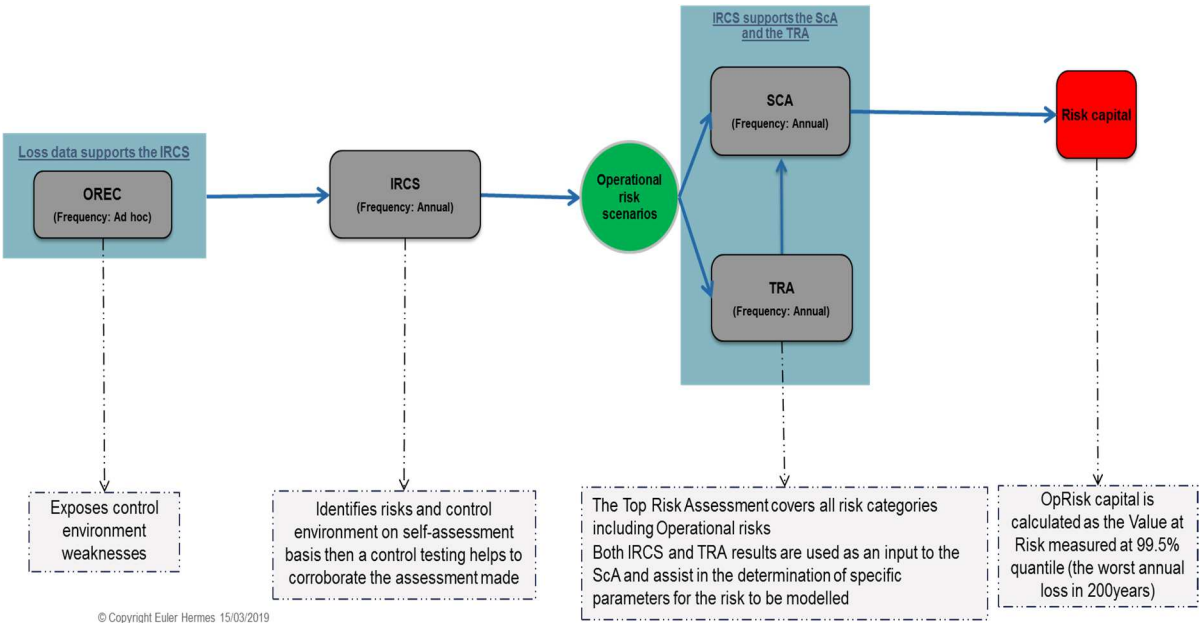 IRCS supports the ScA
and the TRA
SCA
(Frequency: Annual)
Risk capital
Loss data supports the IRCS
OREC
(Frequency: Ad hoc)
IRCS
(Frequency: Annual)
Operational
risk
scenarios
TRA
(Frequency: Annual)
Exposes control
environment
weaknesses
Identifies risks and control
environment on self-assessment
basis then a control testing helps to
corroborate the assessment made
The Top Risk Assessment covers all risk categories
including Operational risks
Both IRCS and TRA results are used as an input to the
ScA and assist in the determination of specific
parameters for the risk to be modelled
OpRisk capital is
calculated as the Value at
Risk measured at 99.5%
quantile (the worst annual
loss in 200years)
© Copyright Euler Hermes 15/03/2019